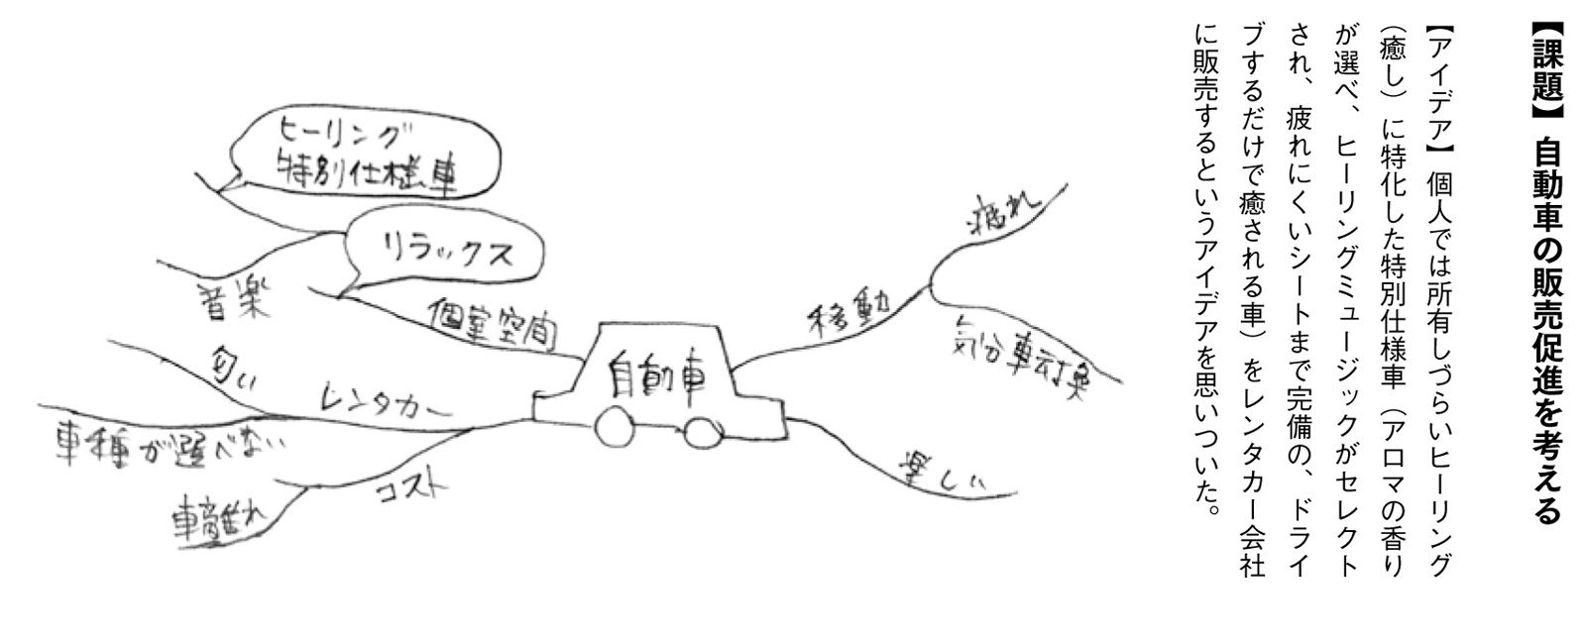 【課題】自動車の販売促進を考える
【アイデア】個人では所有しづらいヒーリング
（癒し）に特化した特別仕様車（アロマの香り
が選べ、ヒーリングミュージックがセレクト
され、疲れにくいシートまで完備の、ドライ
ブするだけで癒される車）をレンタカー会社
に販売するというアイデアを思いついた。
ヒーリング
特別仕様車
リラックス
音楽
個室空間
匂い
レンタカー
車種が選べない
コスト
車離れ
自動車
移動
疲れ
気分転換
楽しい